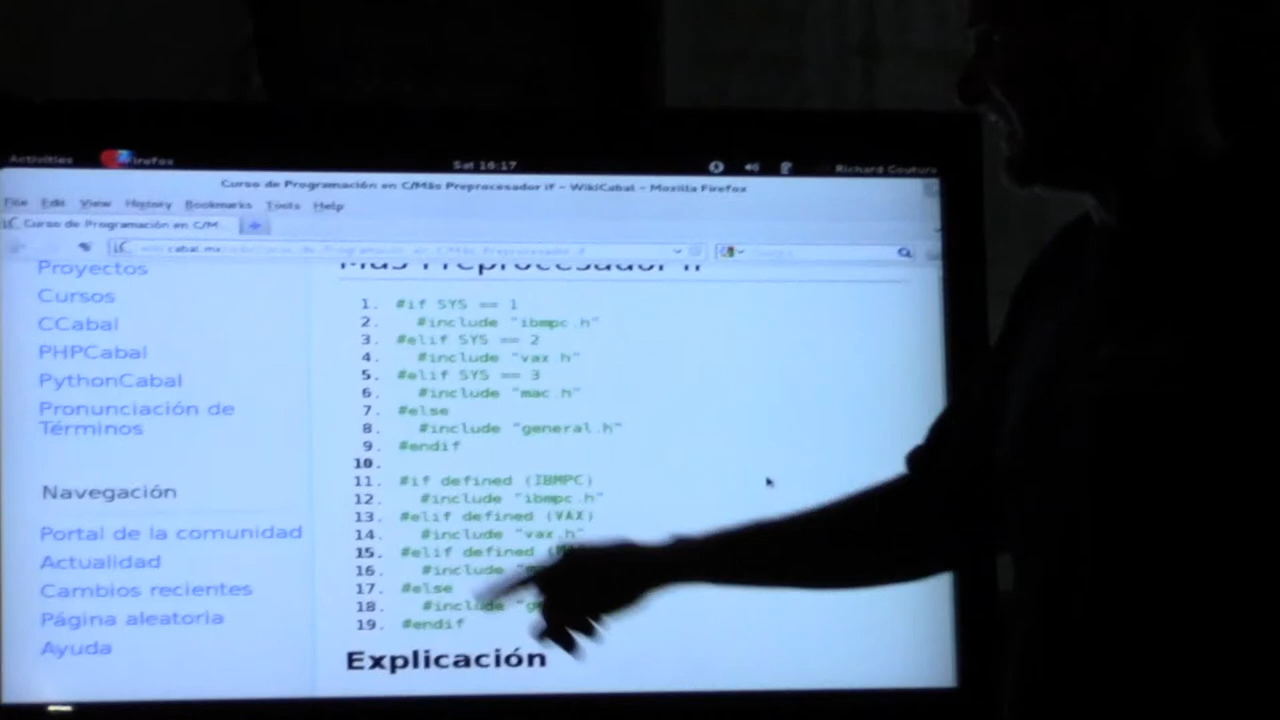 Activities Firefox Sat 16:17 Richard Couture
Curso de Programación en C/Más Preprocesador if - WikiCabal - Mozilla Firefox
File Edit View History Bookmarks Tools Help
Curso de Programación en C/M...
Más Preprocesador if
Proyectos
Cursos
CCabal
PHPCabal
PythonCabal
Pronunciación de
Términos
Navegación
Portal de la comunidad
Actualidad
Cambios recientes
Página aleatoria
Ayuda
1. #if SYS == 1
2. #include "ibmpc.h"
3. #elif SYS == 2
4. #include "vax.h"
5. #elif SYS == 3
6. #include "mac.h"
7. #else
8. #include "general.h"
9. #endif
10.
11. #if defined (IBMPC)
12. #include "ibmpc.h"
13. #elif defined (VAX)
14. #include "vax.h"
15. #elif defined
16. #include
17. #else
18. #include
19. #endif
Explicación